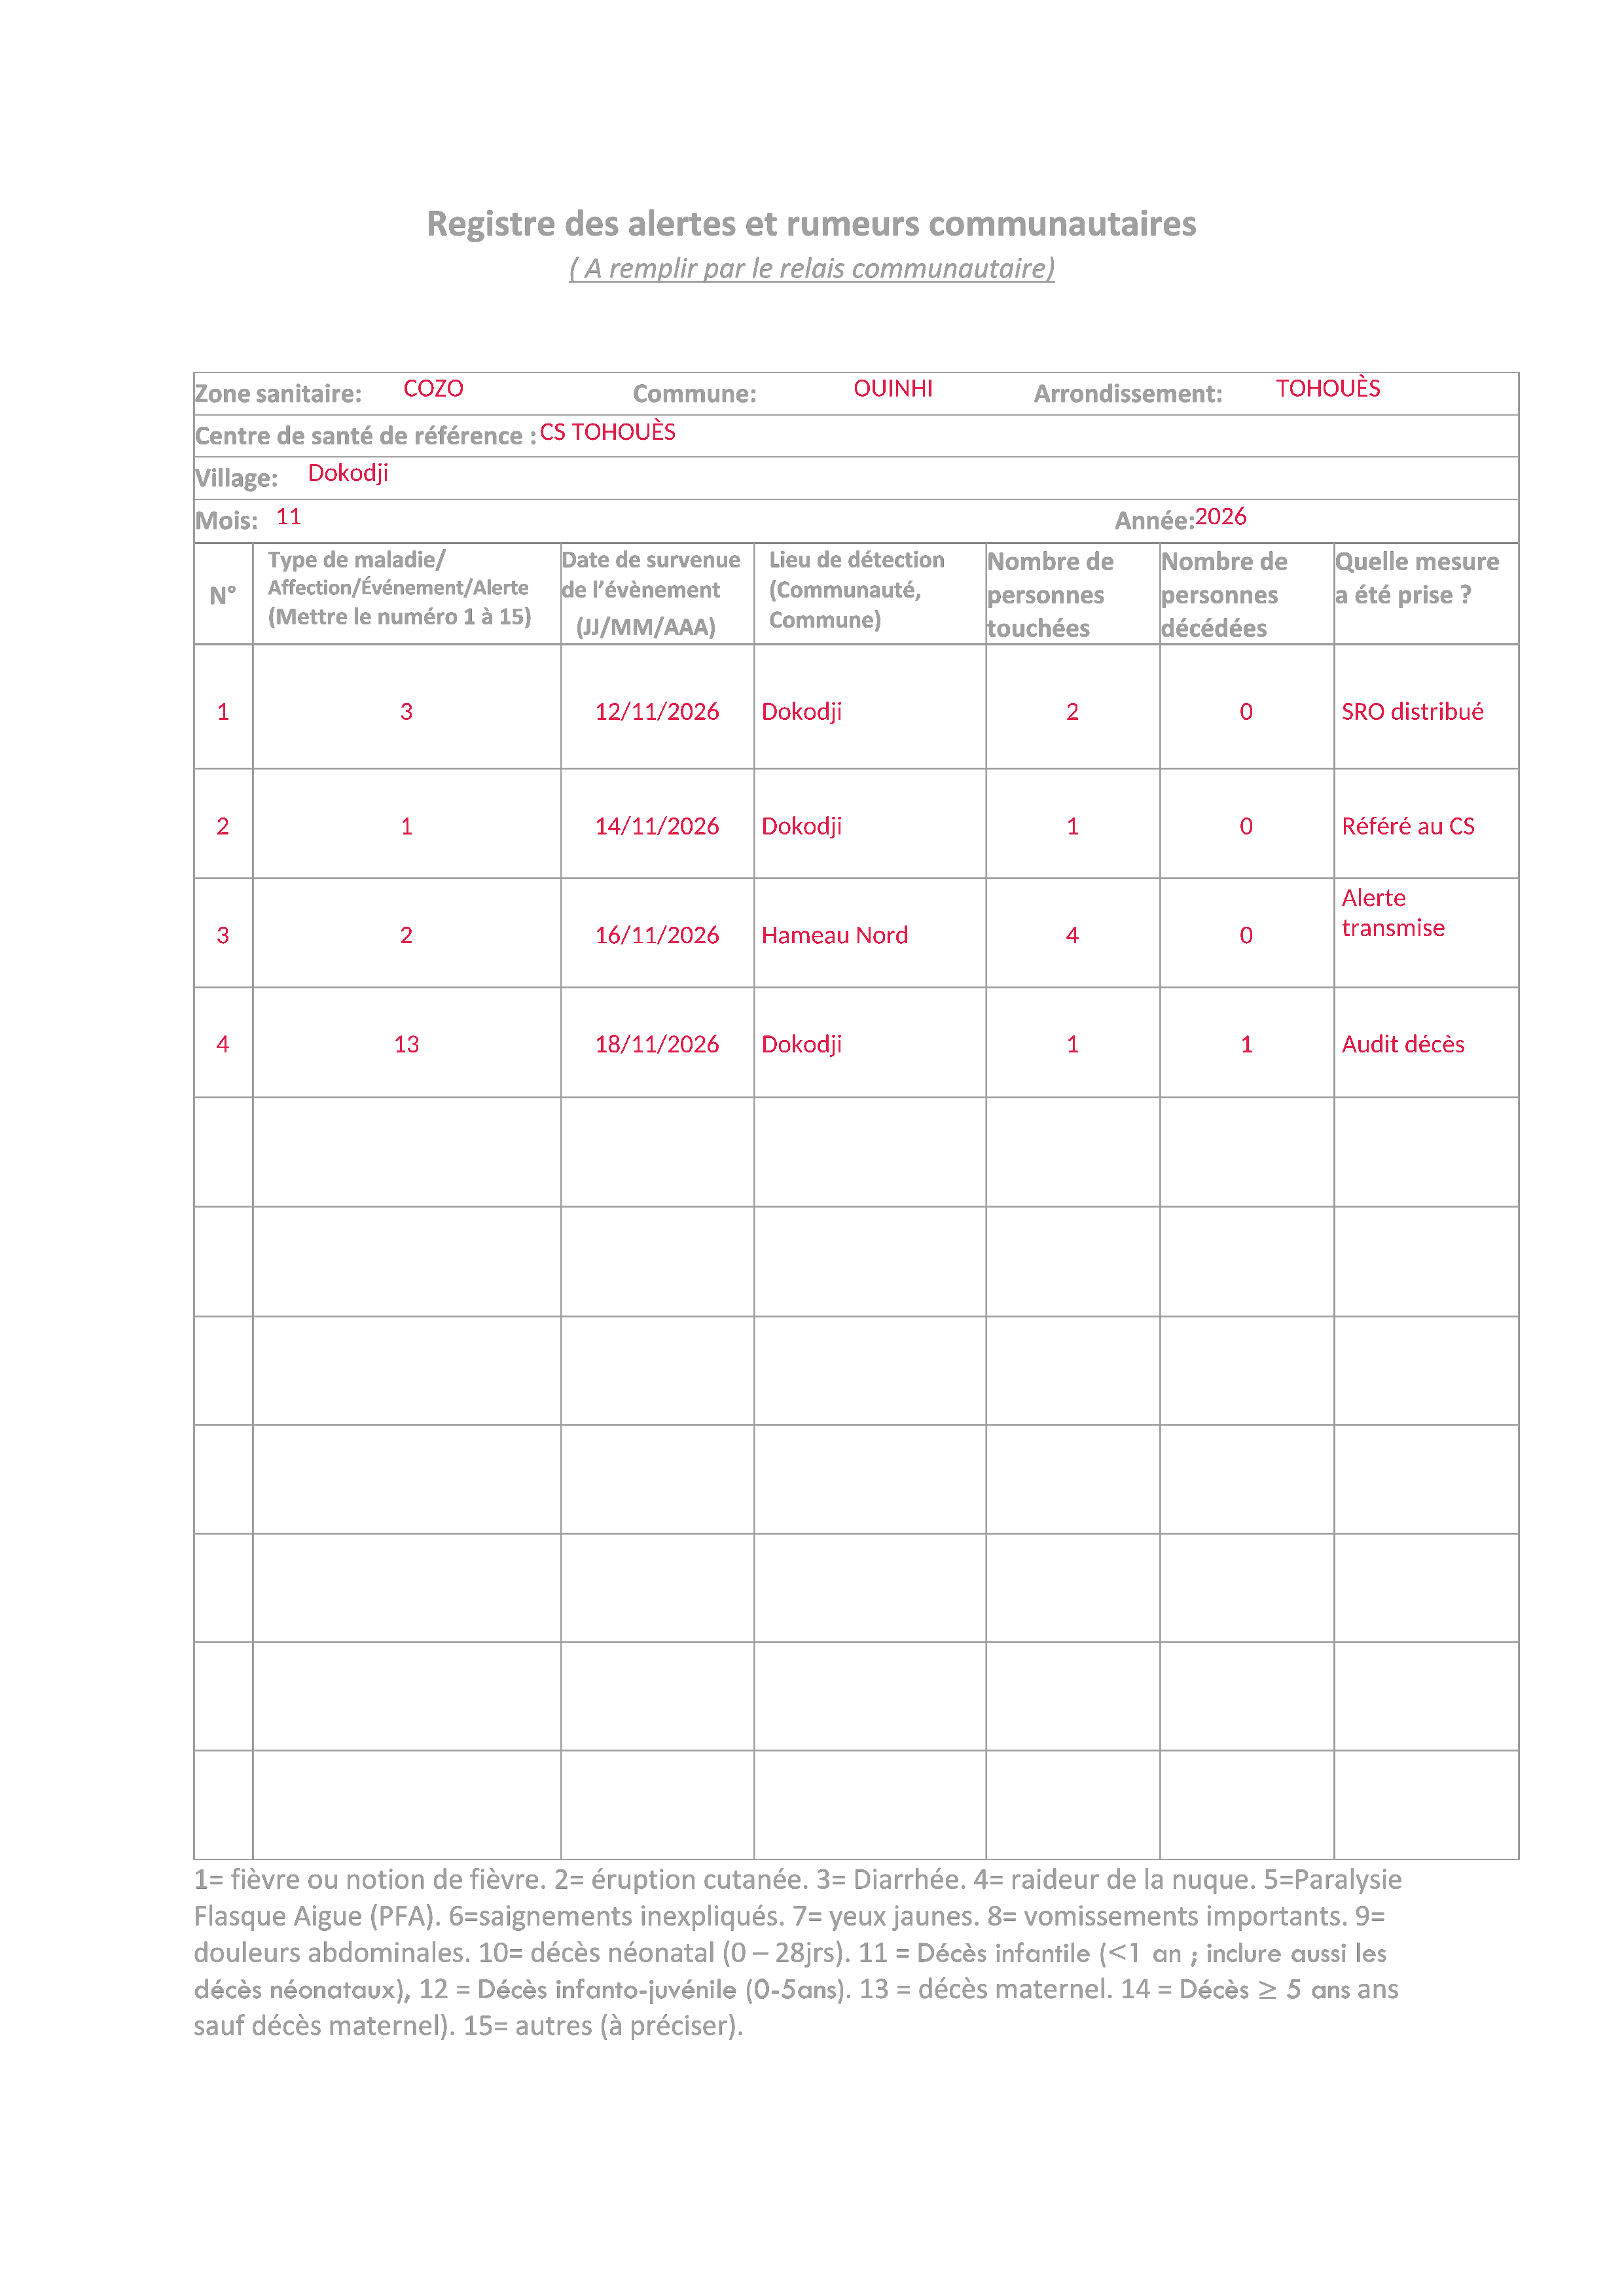 Registre des alertes et rumeurs communautaires
( A remplir par le relais communautaire)
Zone sanitaire: COZO Commune: OUINHI Arrondissement: TOHOUÈS
Centre de santé de référence : CS TOHOUÈS
Village: Dokodji
Mois: 11 Année: 2026
N°
Type de maladie/
Affection/Événement/Alerte
(Mettre le numéro 1 à 15)
Date de survenue
de l’évènement
(JJ/MM/AAA)
Lieu de détection
(Communauté,
Commune)
Nombre de
personnes
touchées
Nombre de
personnes
décédées
Quelle mesure
a été prise ?
1 3 12/11/2026 Dokodji 2 0 SRO distribué
2 1 14/11/2026 Dokodji 1 0 Référé au CS
3 2 16/11/2026 Hameau Nord 4 0 Alerte
transmise
4 13 18/11/2026 Dokodji 1 1 Audit décès
1= fièvre ou notion de fièvre. 2= éruption cutanée. 3= Diarrhée. 4= raideur de la nuque. 5=Paralysie
Flasque Aigue (PFA). 6=saignements inexpliqués. 7= yeux jaunes. 8= vomissements importants. 9=
douleurs abdominales. 10= décès néonatal (0 – 28jrs). 11 = Décès infantile (<1 an ; inclure aussi les
décès néonataux), 12 = Décès infanto-juvénile (0-5ans). 13 = décès maternel. 14 = Décès ≥ 5 ans ans
sauf décès maternel). 15= autres (à préciser).